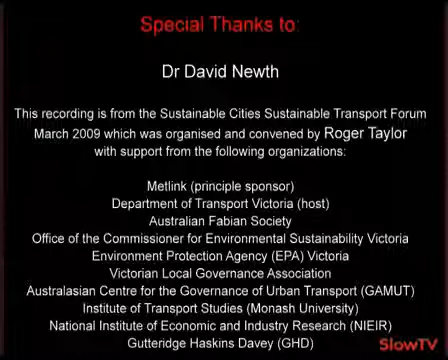 Special Thanks to:
Dr David Newth
This recording is from the Sustainable Cities Sustainable Transport Forum
March 2009 which was organised and convened by Roger Taylor
with support from the following organizations:
Metlink (principle sponsor)
Department of Transport Victoria (host)
Australian Fabian Society
Office of the Commissioner for Environmental Sustainability Victoria
Environment Protection Agency (EPA) Victoria
Victorian Local Governance Association
Australasian Centre for the Governance of Urban Transport (GAMUT)
Institute of Transport Studies (Monash University)
National Institute of Economic and Industry Research (NIEIR)
Gutteridge Haskins Davey (GHD)
SlowTV